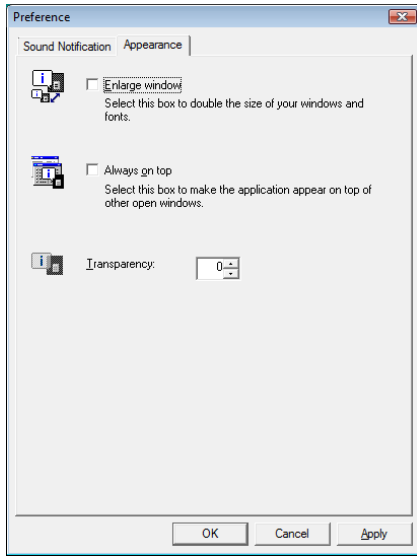 Preference
Sound Notification Appearance
Enlarge window
Select this box to double the size of your windows and
fonts.
Always on top
Select this box to make the application appear on top of
other open windows.
Transparency: 0
OK Cancel Apply